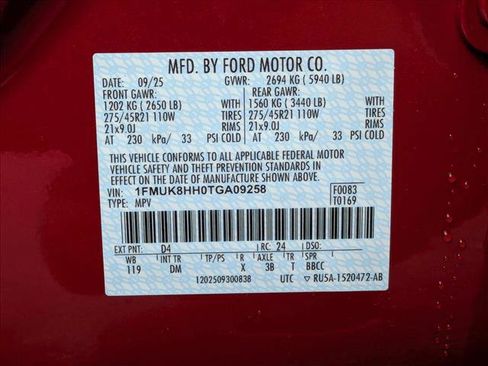 MFD. BY FORD MOTOR CO.
DATE: 09/25 GVWR: 2694 KG ( 5940 LB)
FRONT GAWR: REAR GAWR:
1202 KG ( 2650 LB) WITH 1560 KG ( 3440 LB) WITH
275/45R21 110W TIRES 275/45R21 110W TIRES
21x9.0J RIMS 21x9.0J RIMS
AT 230 kPa/ 33 PSI COLD AT 230 kPa/ 33 PSI COLD
THIS VEHICLE CONFORMS TO ALL APPLICABLE FEDERAL MOTOR
VEHICLE SAFETY AND THEFT PREVENTION STANDARDS IN
EFFECT ON THE DATE OF MANUFACTURE SHOWN ABOVE.
VIN: 1FMUK8HH0TGA09258 F0083
TYPE: MPV T0169
EXT PNT: D4 RC: 24 DSO:
WB INT TR TP/PS R AXLE TR S
119 DM X 3B T BBCC
1202509300838 UTC ▽ RU5A-1520472-AB